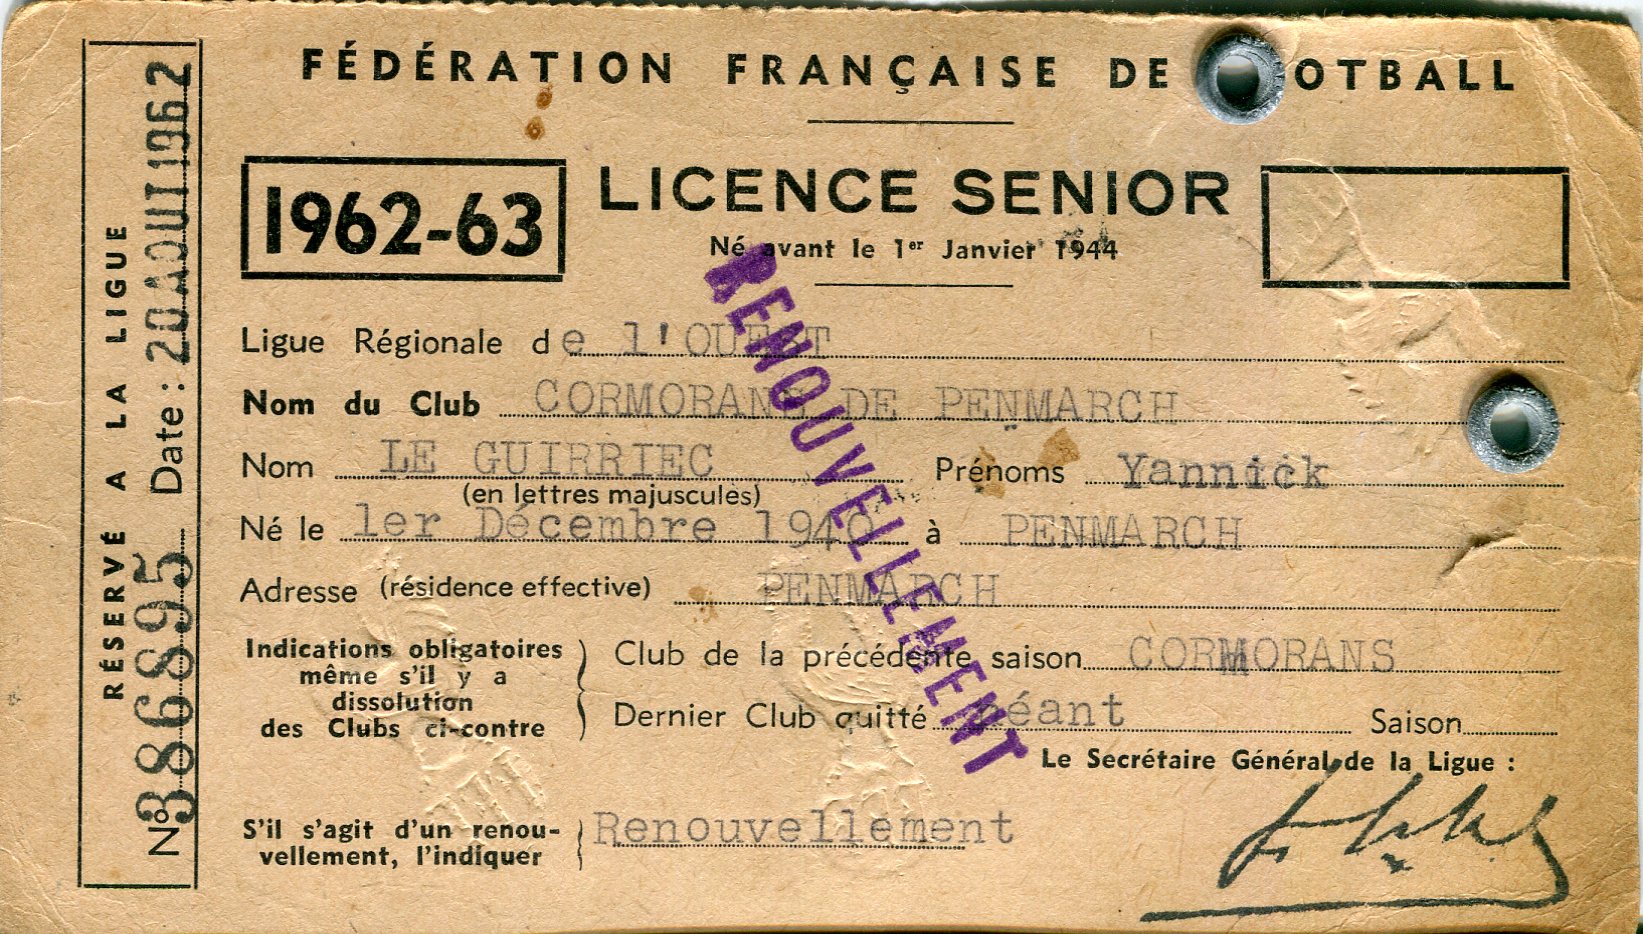 FÉDÉRATION FRANÇAISE DE OTBALL
1962-63
LICENCE SENIOR
Né avant le 1er Janvier 1944
RENOUVELLEMENT
Ligue Régionale de l'OUEST
Nom du Club CORMORANS DE PENMARCH
Nom LE GUIRRIEC Prénoms Yannick
(en lettres majuscules)
Né le 1er Décembre 1940 à PENMARCH
Adresse (résidence effective) PENMARCH
Indications obligatoires
même s'il y a
dissolution
des Clubs ci-contre
Club de la précédente saison CORMORANS
Dernier Club quitté néant Saison
Le Secrétaire Général de la Ligue :
S'il s'agit d'un renou-
vellement, l'indiquer
Renouvellement
RÉSERVÉ A LA LIGUE
No 386895 Date : 20 AOUT 1962